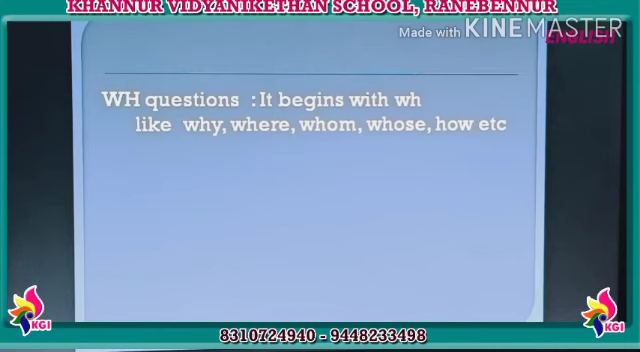 KHANNUR VIDYANIKETHAN SCHOOL, RANEBENNUR
Made with KINEMASTER
ENGLISH
WH questions : It begins with wh
like why, where, whom, whose, how etc
KGI
KGI
8310724940 - 9448233498